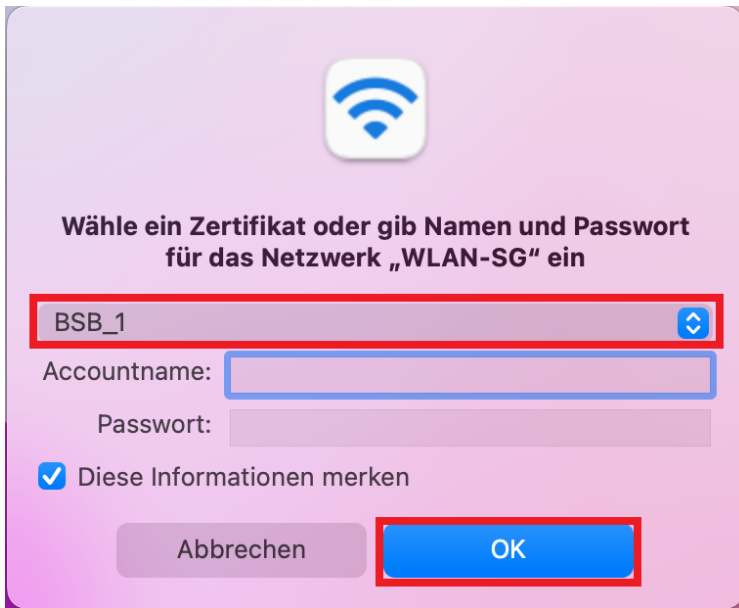 Wähle ein Zertifikat oder gib Namen und Passwort
für das Netzwerk „WLAN-SG“ ein
BSB_1
Accountname:
Passwort:
Diese Informationen merken
Abbrechen
OK